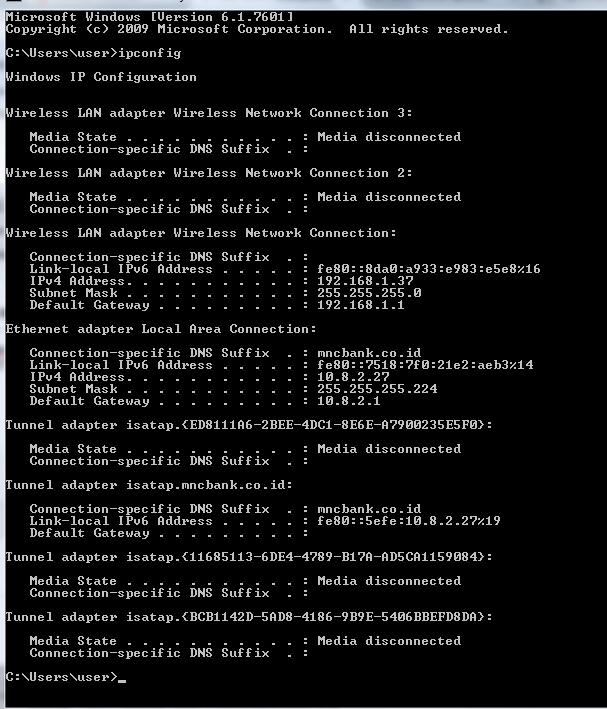 Microsoft Windows [Version 6.1.7601]
Copyright (c) 2009 Microsoft Corporation.  All rights reserved.
C:\Users\user>ipconfig
Windows IP Configuration
Wireless LAN adapter Wireless Network Connection 3:
   Media State . . . . . . . . . . . : Media disconnected
   Connection-specific DNS Suffix  . :
Wireless LAN adapter Wireless Network Connection 2:
   Media State . . . . . . . . . . . : Media disconnected
   Connection-specific DNS Suffix  . :
Wireless LAN adapter Wireless Network Connection:
   Connection-specific DNS Suffix  . :
   Link-local IPv6 Address . . . . . : fe80::8da0:a933:e983:e5e8%16
   IPv4 Address. . . . . . . . . . . : 192.168.1.37
   Subnet Mask . . . . . . . . . . . : 255.255.255.0
   Default Gateway . . . . . . . . . : 192.168.1.1
Ethernet adapter Local Area Connection:
   Connection-specific DNS Suffix  . : mncbank.co.id
   Link-local IPv6 Address . . . . . : fe80::7518:7f0:21e2:aeb3%14
   IPv4 Address. . . . . . . . . . . : 10.8.2.27
   Subnet Mask . . . . . . . . . . . : 255.255.255.224
   Default Gateway . . . . . . . . . : 10.8.2.1
Tunnel adapter isatap.{ED8111A6-2BEE-4DC1-8E6E-A7900235E5F0}:
   Media State . . . . . . . . . . . : Media disconnected
   Connection-specific DNS Suffix  . :
Tunnel adapter isatap.mncbank.co.id:
   Connection-specific DNS Suffix  . : mncbank.co.id
   Link-local IPv6 Address . . . . . : fe80::5efe:10.8.2.27%19
   Default Gateway . . . . . . . . . :
Tunnel adapter isatap.{11685113-6DE4-4789-B17A-AD5CA1159084}:
   Media State . . . . . . . . . . . : Media disconnected
   Connection-specific DNS Suffix  . :
Tunnel adapter isatap.{BCB1142D-5AD8-4186-9B9E-5406BBEFD8DA}:
   Media State . . . . . . . . . . . : Media disconnected
   Connection-specific DNS Suffix  . :
C:\Users\user>_